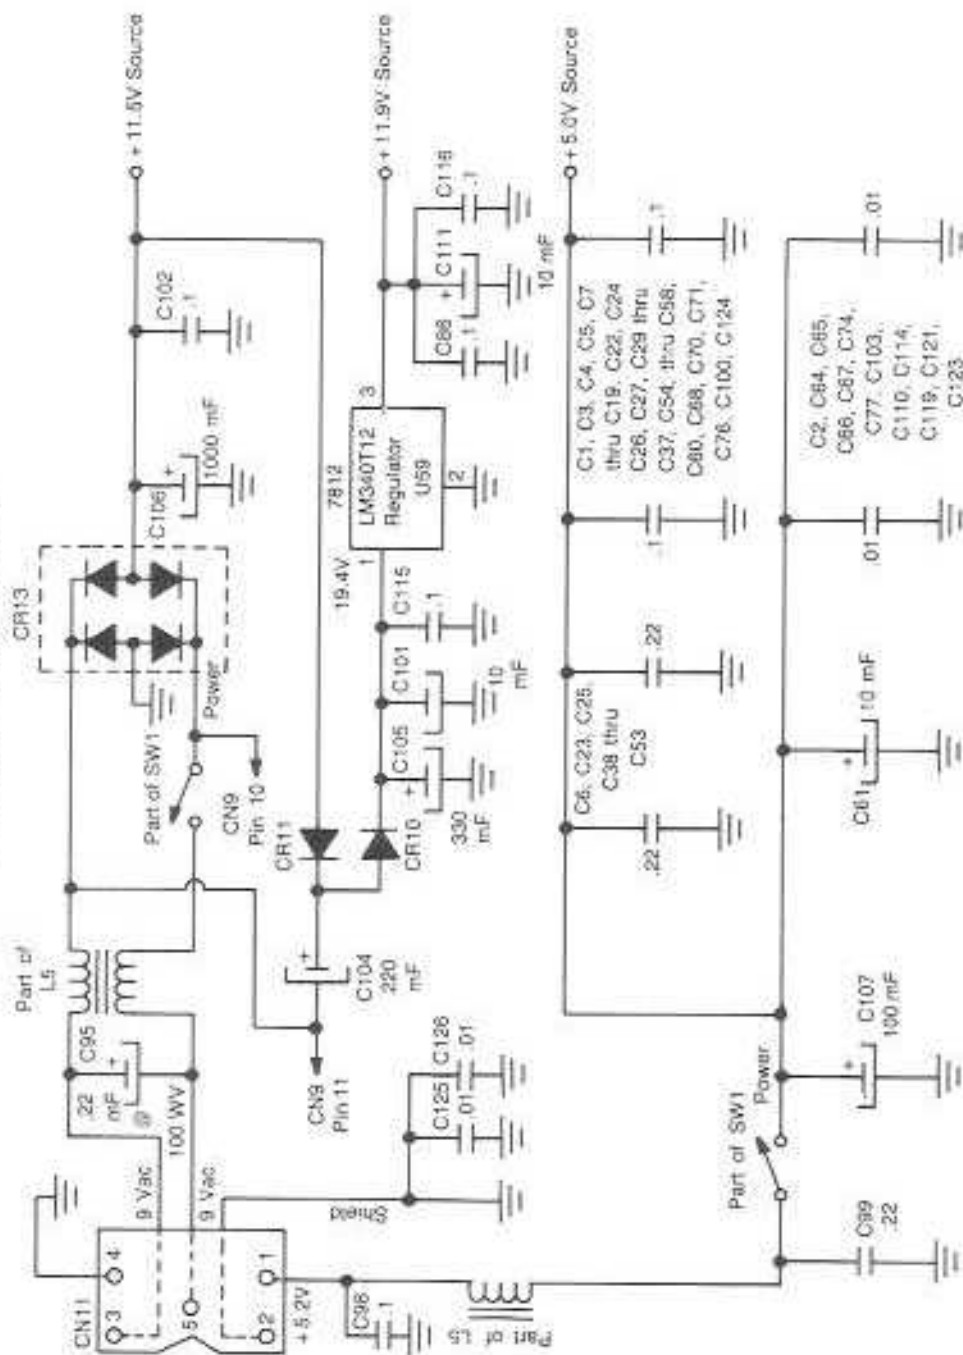 CN11
3
4
5
2
1
+5.2V
9 Vac
9 Vac
.22
mF
@
100 WV
C95
Part of
L5
Part of SW1
Power
CR13
CN9
Pin 10
C106
1000 mF
C102
.1
+11.5V Source
CN9
Pin 11
C104
220
mF
CR11
CR10
C105
330
mF
C101
10
mF
C115
.1
19.4V
1
7812
LM340T12
Regulator
U59
2
3
C86
.1
C111
+
10 mF
C116
.1
+11.9V Source
Shield
C125
.01
C126
.01
C98
.1
Part of L5
C99
.22
Part of SW1
Power
C107
100 mF
.22
C6, C23, C25,
C38 thru
C53
.22
.1
C1, C3, C4, C5, C7
thru C19, C22, C24
C26, C27, C29 thru
C37, C54, thru C58,
C60, C68, C70, C71,
C76, C100, C124
.1
+5.0V Source
C61
+
10 mF
.01
C2, C64, C65,
C66, C67, C74,
C77, C103,
C110, C114,
C119, C121,
C123
.01